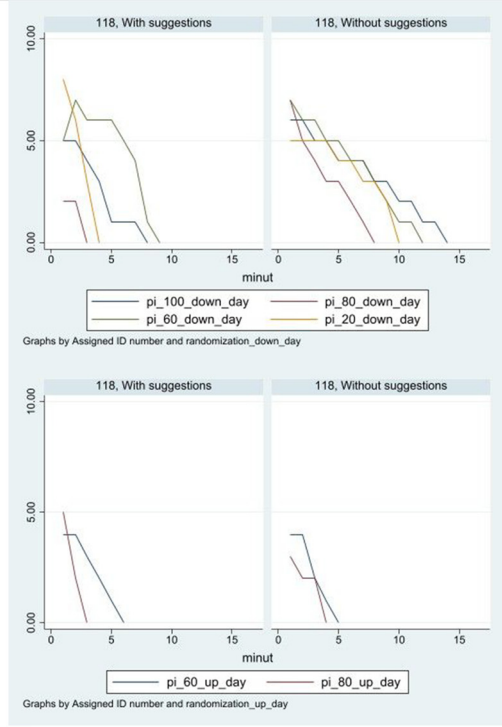 118, With suggestions 118, Without suggestions
10.00
5.00
0.00
0 5 10 15 0 5 10 15
minut
pi_100_down_day pi_80_down_day
pi_60_down_day pi_20_down_day
Graphs by Assigned ID number and randomization_down_day
118, With suggestions 118, Without suggestions
10.00
5.00
0.00
0 5 10 15 0 5 10 15
minut
pi_60_up_day pi_80_up_day
Graphs by Assigned ID number and randomization_up_day